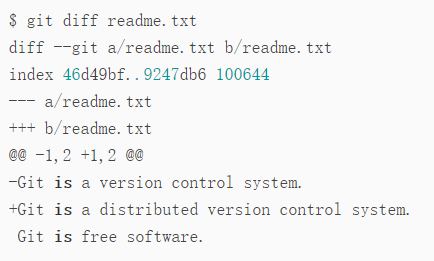 $ git diff readme.txt
diff --git a/readme.txt b/readme.txt
index 46d49bf..9247db6 100644
--- a/readme.txt
+++ b/readme.txt
@@ -1,2 +1,2 @@
-Git is a version control system.
+Git is a distributed version control system.
 Git is free software.